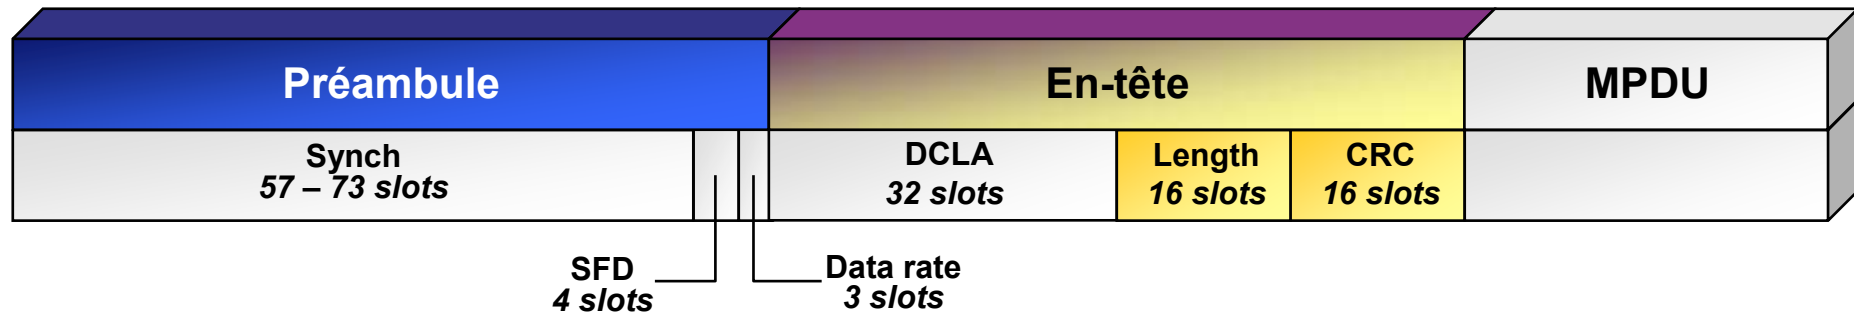 Préambule
En-tête
MPDU
Synch
57 – 73 slots
DCLA
32 slots
Length
16 slots
CRC
16 slots
SFD
4 slots
Data rate
3 slots